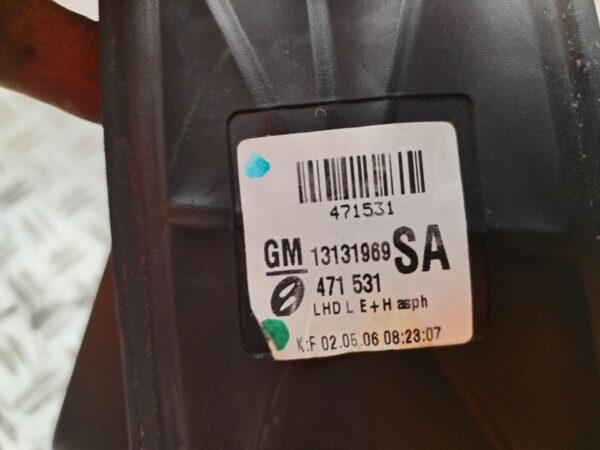 471531
GM 13131969 SA
471 531
LHD L E+H asph
K:F 02.05.06 08:23:07